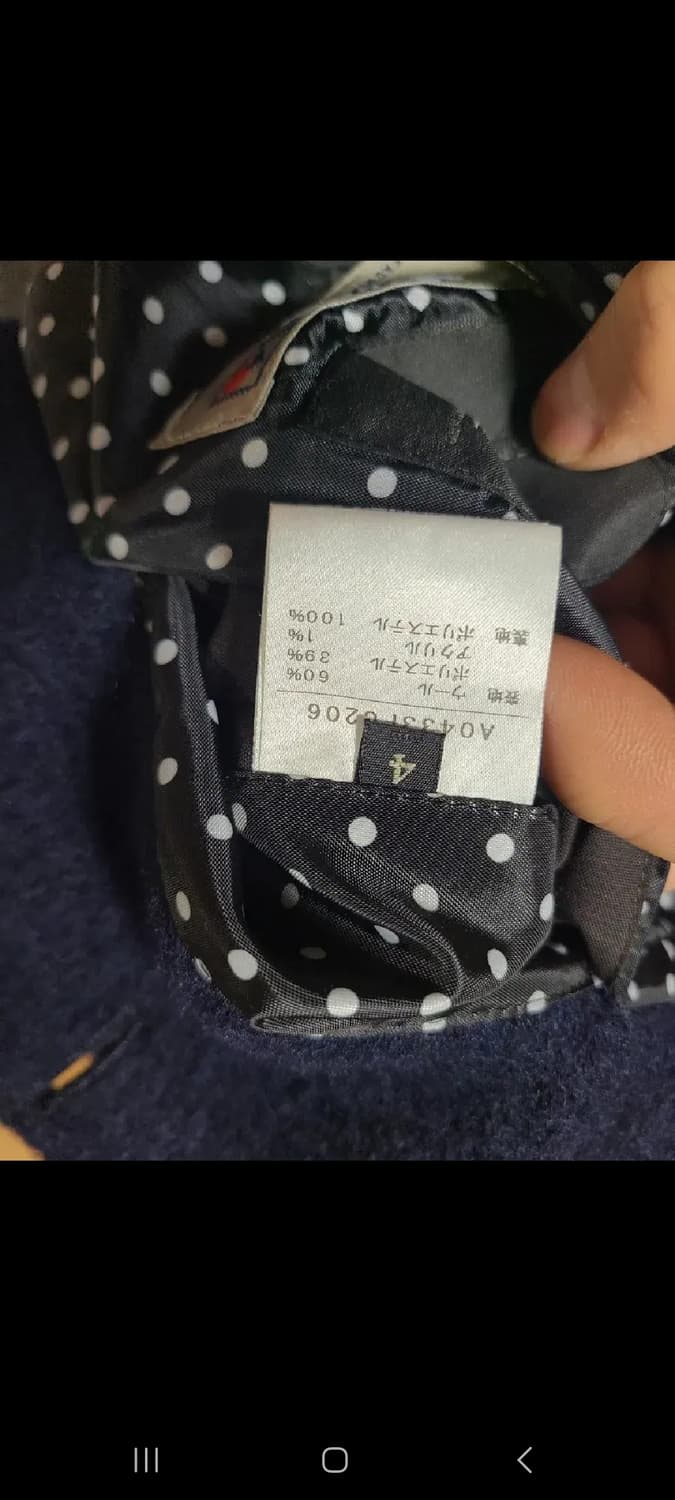 4
表地 ウール 60%
ポリエステル 39%
アクリル 1%
裏地 ポリエステル 100%